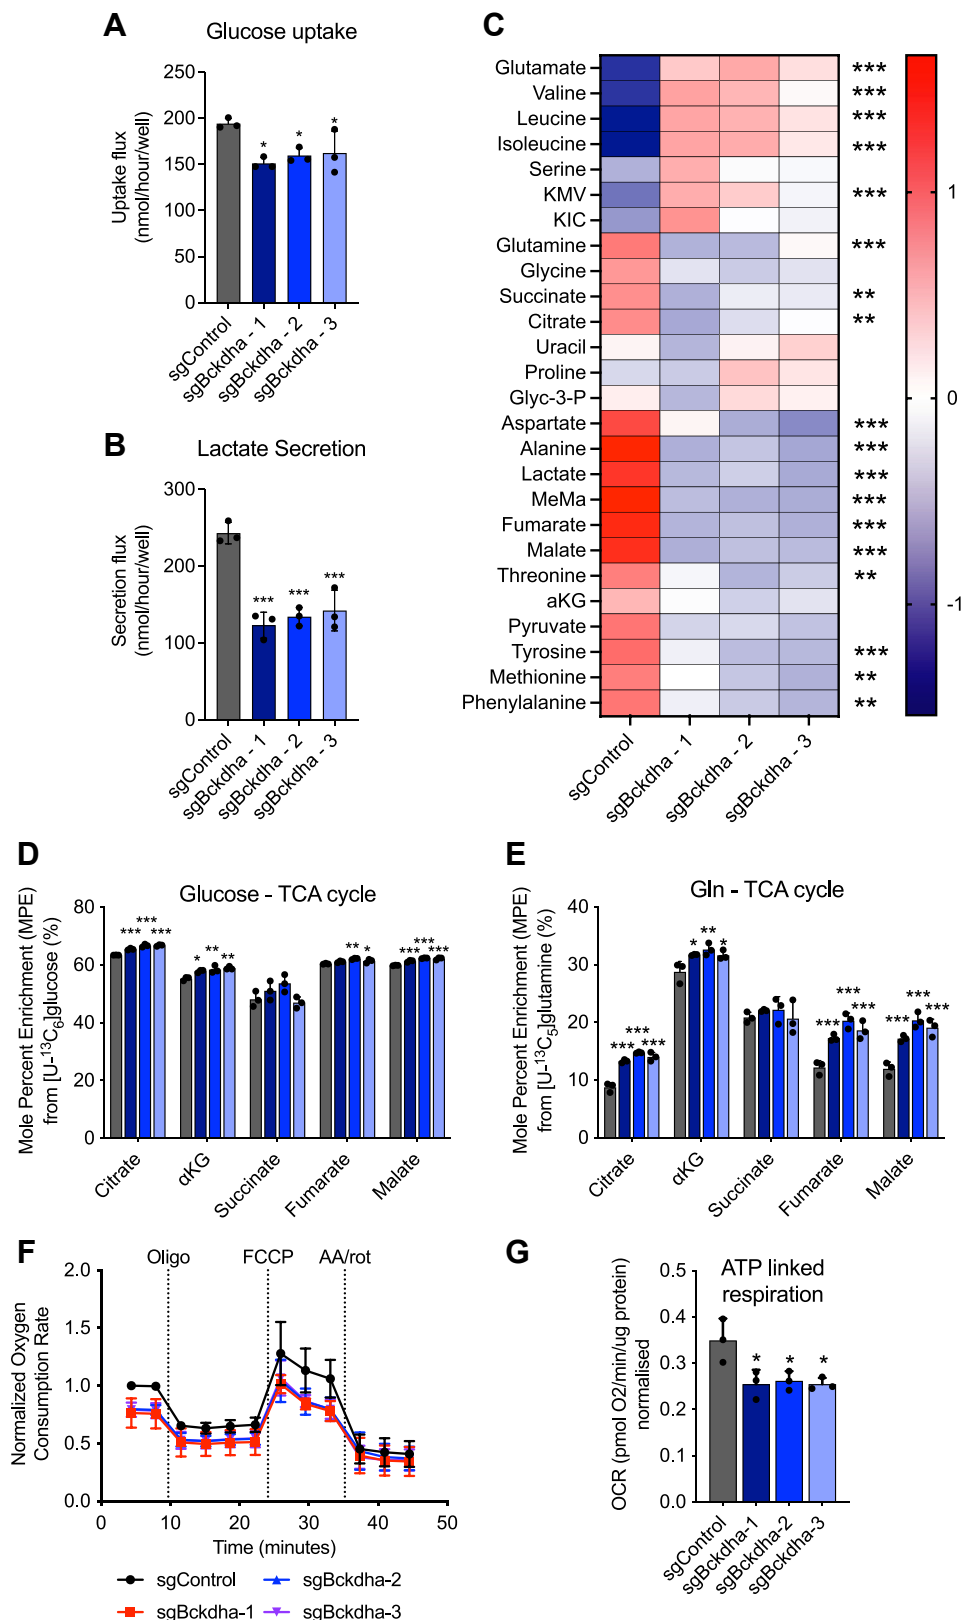 A
Glucose uptake
Uptake flux
(nmol/hour/well)
250
200
150
100
50
0
*
*
*
sgControl
sgBckdha - 1
sgBckdha - 2
sgBckdha - 3
B
Lactate Secretion
Secretion flux
(nmol/hour/well)
300
200
100
0
***
***
***
sgControl
sgBckdha - 1
sgBckdha - 2
sgBckdha - 3
C
Glutamate ***
Valine ***
Leucine ***
Isoleucine ***
Serine
KMV ***
KIC
Glutamine ***
Glycine
Succinate **
Citrate **
Uracil
Proline
Glyc-3-P
Aspartate ***
Alanine ***
Lactate ***
MeMa ***
Fumarate ***
Malate ***
Threonine **
aKG
Pyruvate
Tyrosine ***
Methionine **
Phenylalanine **
sgControl
sgBckdha - 1
sgBckdha - 2
sgBckdha - 3
1
0
-1
D
Glucose - TCA cycle
Mole Percent Enrichment (MPE)
from [U-¹³C₆]glucose (%)
80
60
40
20
0
*** *** ***
* ** **
** *
*** *** ***
Citrate
αKG
Succinate
Fumarate
Malate
E
Gln - TCA cycle
Mole Percent Enrichment (MPE)
from [U-¹³C₅]glutamine (%)
40
30
20
10
0
*** *** ***
* ** *
*** *** ***
*** *** ***
Citrate
αKG
Succinate
Fumarate
Malate
F
Oligo FCCP AA/rot
Normalized Oxygen
Consumption Rate
2.0
1.5
1.0
0.5
0.0
0 10 20 30 40 50
Time (minutes)
sgControl
sgBckdha-2
sgBckdha-1
sgBckdha-3
G
ATP linked
respiration
OCR (pmol O2/min/ug protein)
normalised
0.5
0.4
0.3
0.2
0.1
0.0
* * *
sgControl
sgBckdha-1
sgBckdha-2
sgBckdha-3